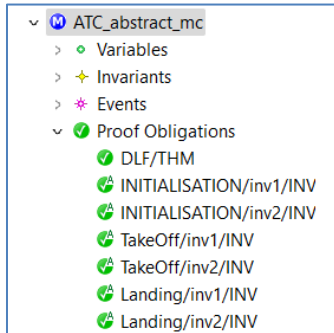 ATC_abstract_mc
Variables
Invariants
Events
Proof Obligations
DLF/THM
INITIALISATION/inv1/INV
INITIALISATION/inv2/INV
TakeOff/inv1/INV
TakeOff/inv2/INV
Landing/inv1/INV
Landing/inv2/INV